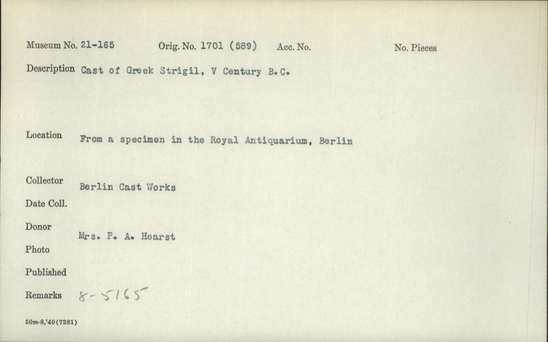 Museum No. 21-165 Orig. No. 1701 (589) Acc. No. No. Pieces
Description Cast of Greek Strigil, V Century B.C.
Location From a specimen in the Royal Antiquarium, Berlin
Collector Berlin Cast Works
Date Coll.
Donor Mrs. P. A. Hearst
Photo
Published
Remarks 8-5165
50m-8,'40(7281)